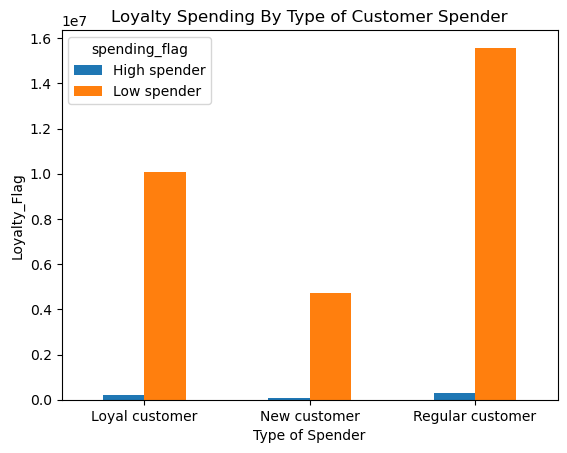 Loyalty Spending By Type of Customer Spender
1e7
spending_flag
High spender
Low spender
1.6
1.4
1.2
1.0
0.8
0.6
0.4
0.2
0.0
Loyalty_Flag
Loyal customer
New customer
Regular customer
Type of Spender